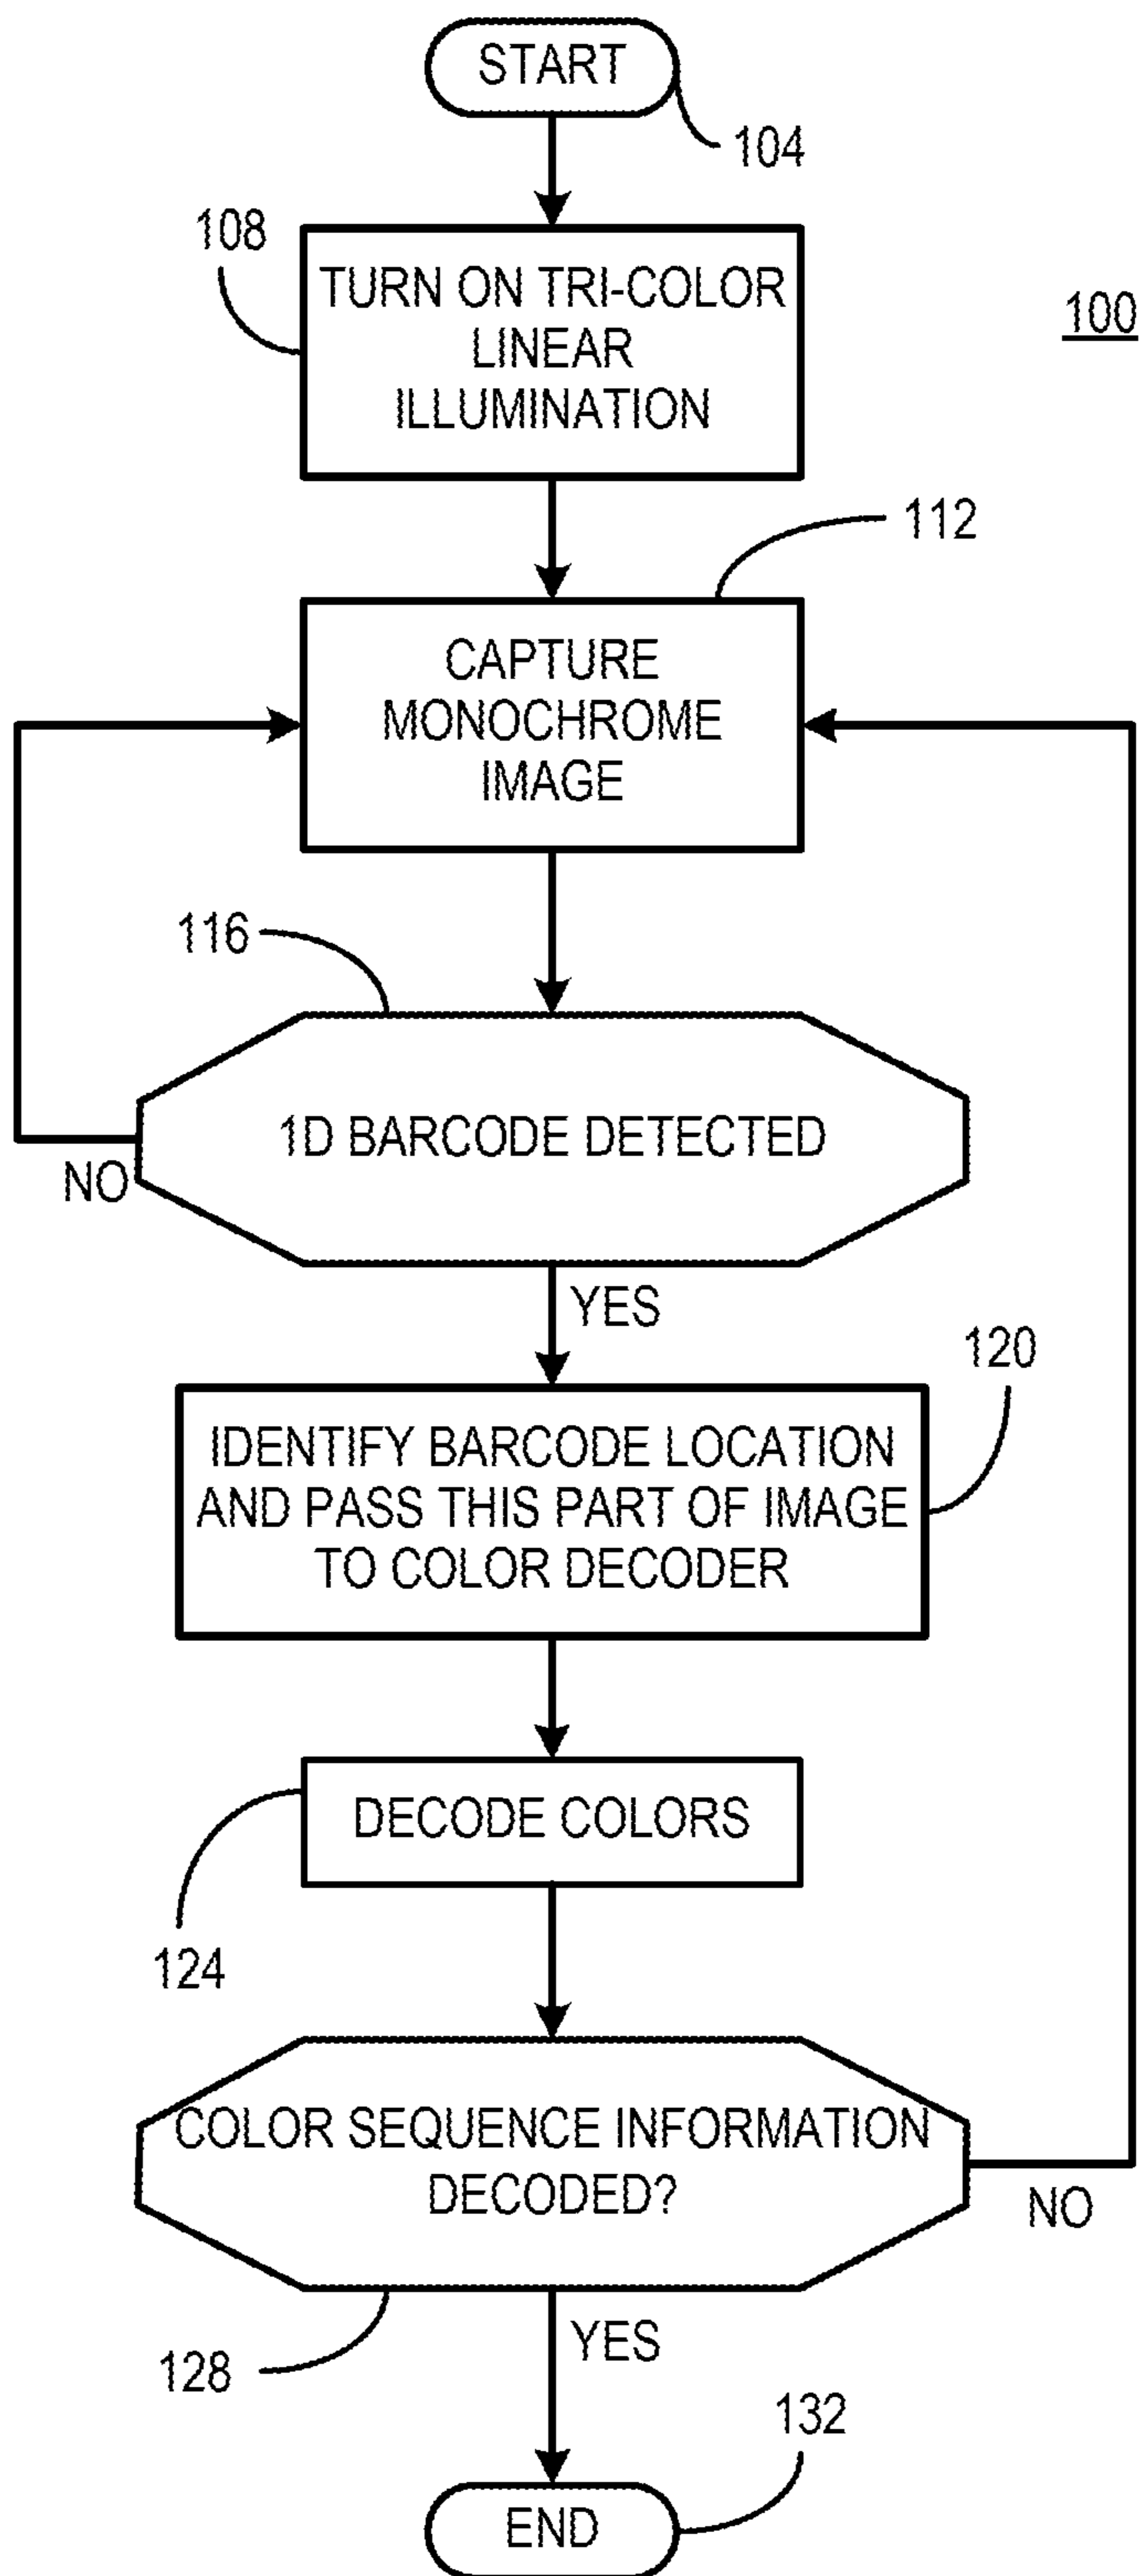 START
104
108
TURN ON TRI-COLOR
LINEAR
ILLUMINATION
100
112
CAPTURE
MONOCHROME
IMAGE
116
1D BARCODE DETECTED
NO
YES
120
IDENTIFY BARCODE LOCATION
AND PASS THIS PART OF IMAGE
TO COLOR DECODER
DECODE COLORS
124
COLOR SEQUENCE INFORMATION
DECODED?
NO
YES
128
132
END